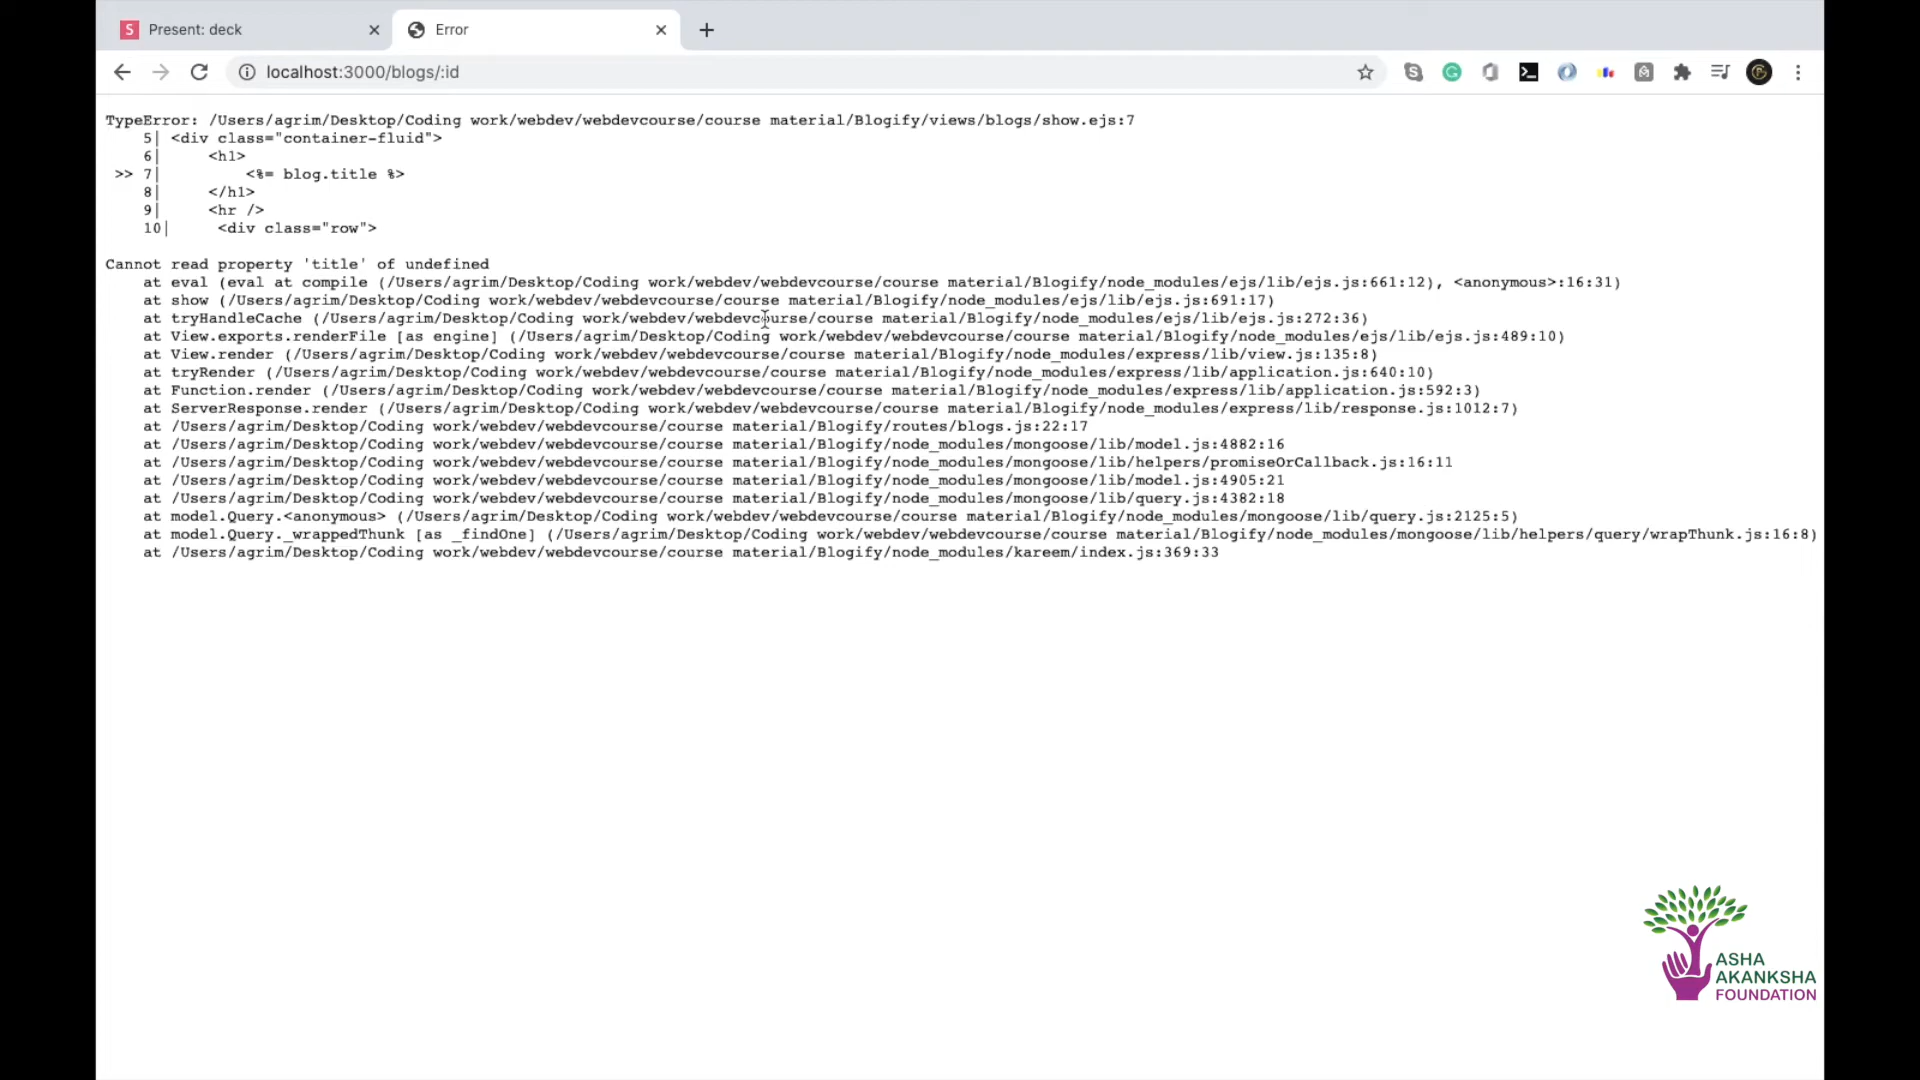 S Present: deck
Error
localhost:3000/blogs/:id
TypeError: /Users/agrim/Desktop/Coding work/webdev/webdevcourse/course material/Blogify/views/blogs/show.ejs:7
5| <div class="container-fluid">
6| <h1>
>> 7| <%= blog.title %>
8| </h1>
9| <hr />
10| <div class="row">
Cannot read property 'title' of undefined
at eval (eval at compile (/Users/agrim/Desktop/Coding work/webdev/webdevcourse/course material/Blogify/node_modules/ejs/lib/ejs.js:661:12), <anonymous>:16:31)
at show (/Users/agrim/Desktop/Coding work/webdev/webdevcourse/course material/Blogify/node_modules/ejs/lib/ejs.js:691:17)
at tryHandleCache (/Users/agrim/Desktop/Coding work/webdev/webdevcourse/course material/Blogify/node_modules/ejs/lib/ejs.js:272:36)
at View.exports.renderFile [as engine] (/Users/agrim/Desktop/Coding work/webdev/webdevcourse/course material/Blogify/node_modules/ejs/lib/ejs.js:489:10)
at View.render (/Users/agrim/Desktop/Coding work/webdev/webdevcourse/course material/Blogify/node_modules/express/lib/view.js:135:8)
at tryRender (/Users/agrim/Desktop/Coding work/webdev/webdevcourse/course material/Blogify/node_modules/express/lib/application.js:640:10)
at Function.render (/Users/agrim/Desktop/Coding work/webdev/webdevcourse/course material/Blogify/node_modules/express/lib/application.js:592:3)
at ServerResponse.render (/Users/agrim/Desktop/Coding work/webdev/webdevcourse/course material/Blogify/node_modules/express/lib/response.js:1012:7)
at /Users/agrim/Desktop/Coding work/webdev/webdevcourse/course material/Blogify/routes/blogs.js:22:17
at /Users/agrim/Desktop/Coding work/webdev/webdevcourse/course material/Blogify/node_modules/mongoose/lib/model.js:4882:16
at /Users/agrim/Desktop/Coding work/webdev/webdevcourse/course material/Blogify/node_modules/mongoose/lib/helpers/promiseOrCallback.js:16:11
at /Users/agrim/Desktop/Coding work/webdev/webdevcourse/course material/Blogify/node_modules/mongoose/lib/model.js:4905:21
at /Users/agrim/Desktop/Coding work/webdev/webdevcourse/course material/Blogify/node_modules/mongoose/lib/query.js:4382:18
at model.Query.<anonymous> (/Users/agrim/Desktop/Coding work/webdev/webdevcourse/course material/Blogify/node_modules/mongoose/lib/query.js:2125:5)
at model.Query._wrappedThunk [as _findOne] (/Users/agrim/Desktop/Coding work/webdev/webdevcourse/course material/Blogify/node_modules/mongoose/lib/helpers/query/wrapThunk.js:16:8)
at /Users/agrim/Desktop/Coding work/webdev/webdevcourse/course material/Blogify/node_modules/kareem/index.js:369:33
ASHA
AKANKSHA
FOUNDATION